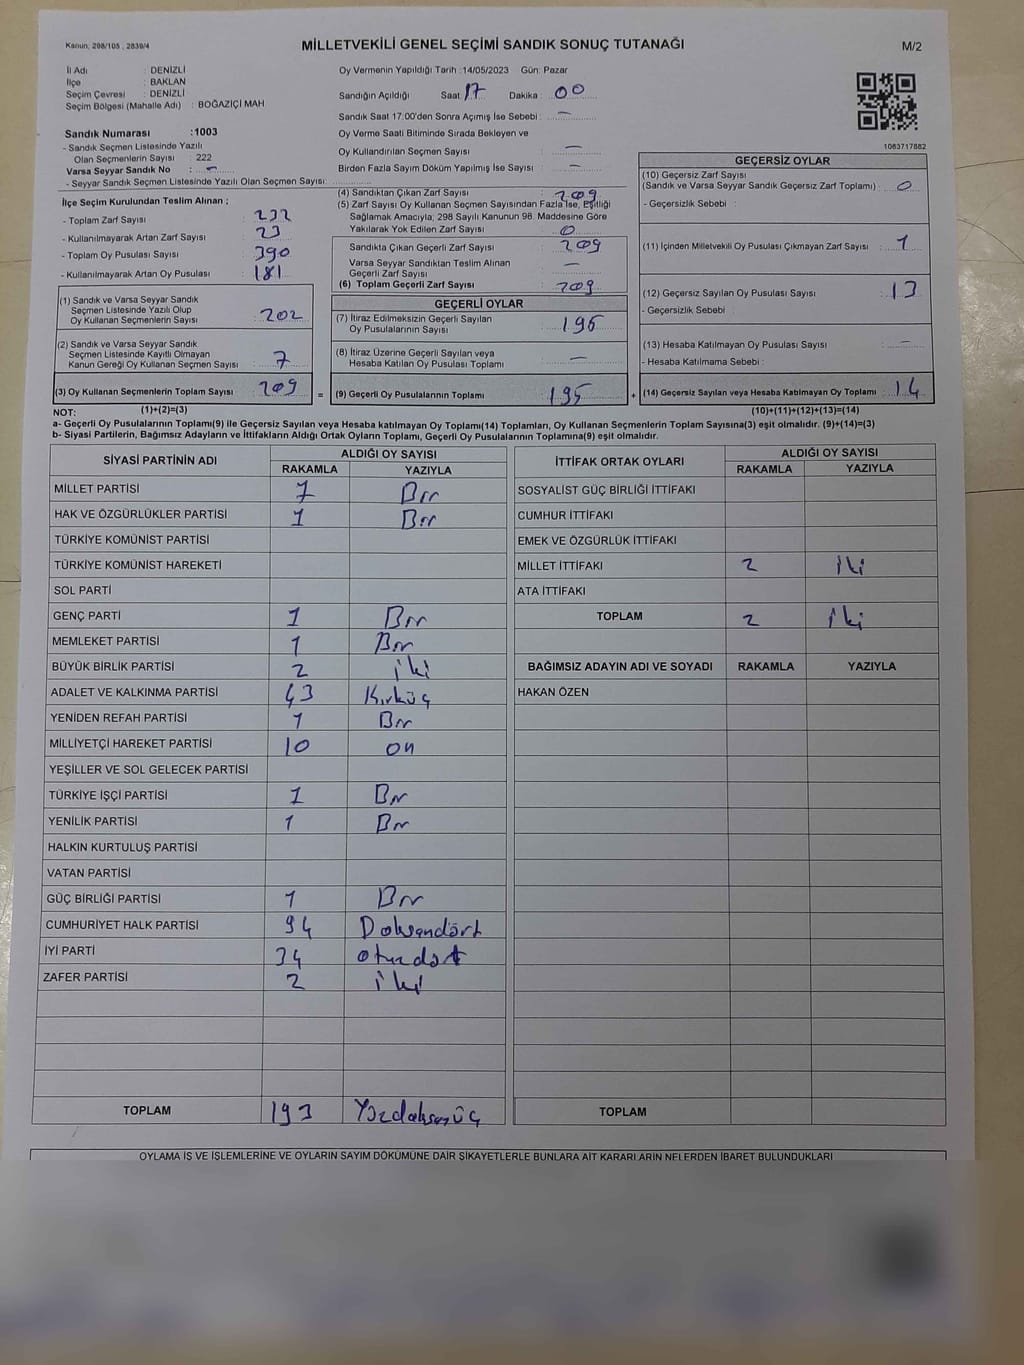 Kanun, 298/105 , 2839/4
MİLLETVEKİLİ GENEL SEÇİMİ SANDIK SONUÇ TUTANAĞI
M/2
İl Adı : DENİZLİ
İlçe : BAKLAN
Seçim Çevresi : DENİZLİ
Seçim Bölgesi (Mahalle Adı) : BOĞAZİÇİ MAH
Sandık Numarası :1003
- Sandık Seçmen Listesinde Yazılı
Olan Seçmenlerin Sayısı : 222
Varsa Seyyar Sandık No : -
- Seyyar Sandık Seçmen Listesinde Yazılı Olan Seçmen Sayısı:
Oy Vermenin Yapıldığı Tarih :14/05/2023 Gün: Pazar
Sandığın Açıldığı Saat 17 Dakika : 00
Sandık Saat 17:00'den Sonra Açımış İse Sebebi : -
Oy Verme Saati Bitiminde Sırada Bekleyen ve
Oy Kullandırılan Seçmen Sayısı : -
Birden Fazla Sayım Döküm Yapılmış İse Sayısı : -
1083717882
İlçe Seçim Kurulundan Teslim Alınan ;
- Toplam Zarf Sayısı : 232
- Kullanılmayarak Artan Zarf Sayısı : 23
- Toplam Oy Pusulası Sayısı : 390
- Kullanılmayarak Artan Oy Pusulası : 181
(1) Sandık ve Varsa Seyyar Sandık
Seçmen Listesinde Yazılı Olup
Oy Kullanan Seçmenlerin Sayısı : 202
(2) Sandık ve Varsa Seyyar Sandık
Seçmen Listesinde Kayıtlı Olmayan
Kanun Gereği Oy Kullanan Seçmen Sayısı : 7
(3) Oy Kullanan Seçmenlerin Toplam Sayısı : 209
(4) Sandıktan Çıkan Zarf Sayısı : 209
(5) Zarf Sayısı Oy Kullanan Seçmen Sayısından Fazla İse, Eşitliği
Sağlamak Amacıyla, 298 Sayılı Kanunun 98. Maddesine Göre
Yakılarak Yok Edilen Zarf Sayısı : 0
Sandıkta Çıkan Geçerli Zarf Sayısı : 209
Varsa Seyyar Sandıktan Teslim Alınan
Geçerli Zarf Sayısı : -
(6) Toplam Geçerli Zarf Sayısı : 209
GEÇERLİ OYLAR
(7) İtiraz Edilmeksizin Geçerli Sayılan
Oy Pusulalarının Sayısı : 195
(8) İtiraz Üzerine Geçerli Sayılan veya
Hesaba Katılan Oy Pusulası Toplamı : -
= (9) Geçerli Oy Pusulalarının Toplamı : 195
GEÇERSİZ OYLAR
(10) Geçersiz Zarf Sayısı
(Sandık ve Varsa Seyyar Sandık Geçersiz Zarf Toplamı) : 0
- Geçersizlik Sebebi :
(11) İçinden Milletvekili Oy Pusulası Çıkmayan Zarf Sayısı : 1
(12) Geçersiz Sayılan Oy Pusulası Sayısı : 13
- Geçersizlik Sebebi :
(13) Hesaba Katılmayan Oy Pusulası Sayısı : -
- Hesaba Katılmama Sebebi :
+ (14) Geçersiz Sayılan veya Hesaba Katılmayan Oy Toplamı : 14
NOT: (1)+(2)=(3) (10)+(11)+(12)+(13)=(14)
a- Geçerli Oy Pusulalarının Toplamı(9) ile Geçersiz Sayılan veya Hesaba katılmayan Oy Toplamı(14) Toplamları, Oy Kullanan Seçmenlerin Toplam Sayısına(3) eşit olmalıdır. (9)+(14)=(3)
b- Siyasi Partilerin, Bağımsız Adayların ve İttifakların Aldığı Ortak Oyların Toplamı, Geçerli Oy Pusulalarının Toplamına(9) eşit olmalıdır.
SİYASİ PARTİNİN ADI ALDIĞI OY SAYISI
RAKAMLA YAZIYLA
MİLLET PARTİSİ 1 Bır
HAK VE ÖZGÜRLÜKLER PARTİSİ 1 Bır
TÜRKİYE KOMÜNİST PARTİSİ
TÜRKİYE KOMÜNİST HAREKETİ
SOL PARTİ
GENÇ PARTİ 1 Bır
MEMLEKET PARTİSİ 1 Bır
BÜYÜK BİRLİK PARTİSİ 2 iki
ADALET VE KALKINMA PARTİSİ 43 Kırküç
YENİDEN REFAH PARTİSİ 1 Bır
MİLLİYETÇİ HAREKET PARTİSİ 10 on
YEŞİLLER VE SOL GELECEK PARTİSİ
TÜRKİYE İŞÇİ PARTİSİ 1 Bır
YENİLİK PARTİSİ 1 Bır
HALKIN KURTULUŞ PARTİSİ
VATAN PARTİSİ
GÜÇ BİRLİĞİ PARTİSİ 1 Bır
CUMHURİYET HALK PARTİSİ 94 Doksandört
İYİ PARTİ 34 otuzdört
ZAFER PARTİSİ 2 iki
TOPLAM 193 Yüzdoksanüç
İTTİFAK ORTAK OYLARI ALDIĞI OY SAYISI
RAKAMLA YAZIYLA
SOSYALİST GÜÇ BİRLİĞİ İTTİFAKI
CUMHUR İTTİFAKI
EMEK VE ÖZGÜRLÜK İTTİFAKI
MİLLET İTTİFAKI 2 iki
ATA İTTİFAKI
TOPLAM 2 iki
BAĞIMSIZ ADAYIN ADI VE SOYADI RAKAMLA YAZIYLA
HAKAN ÖZEN
TOPLAM
OYLAMA İŞ VE İŞLEMLERİNE VE OYLARIN SAYIM DÖKÜMÜNE DAİR ŞİKAYETLERLE BUNLARA AİT KARARLARIN NELERDEN İBARET BULUNDUKLARI